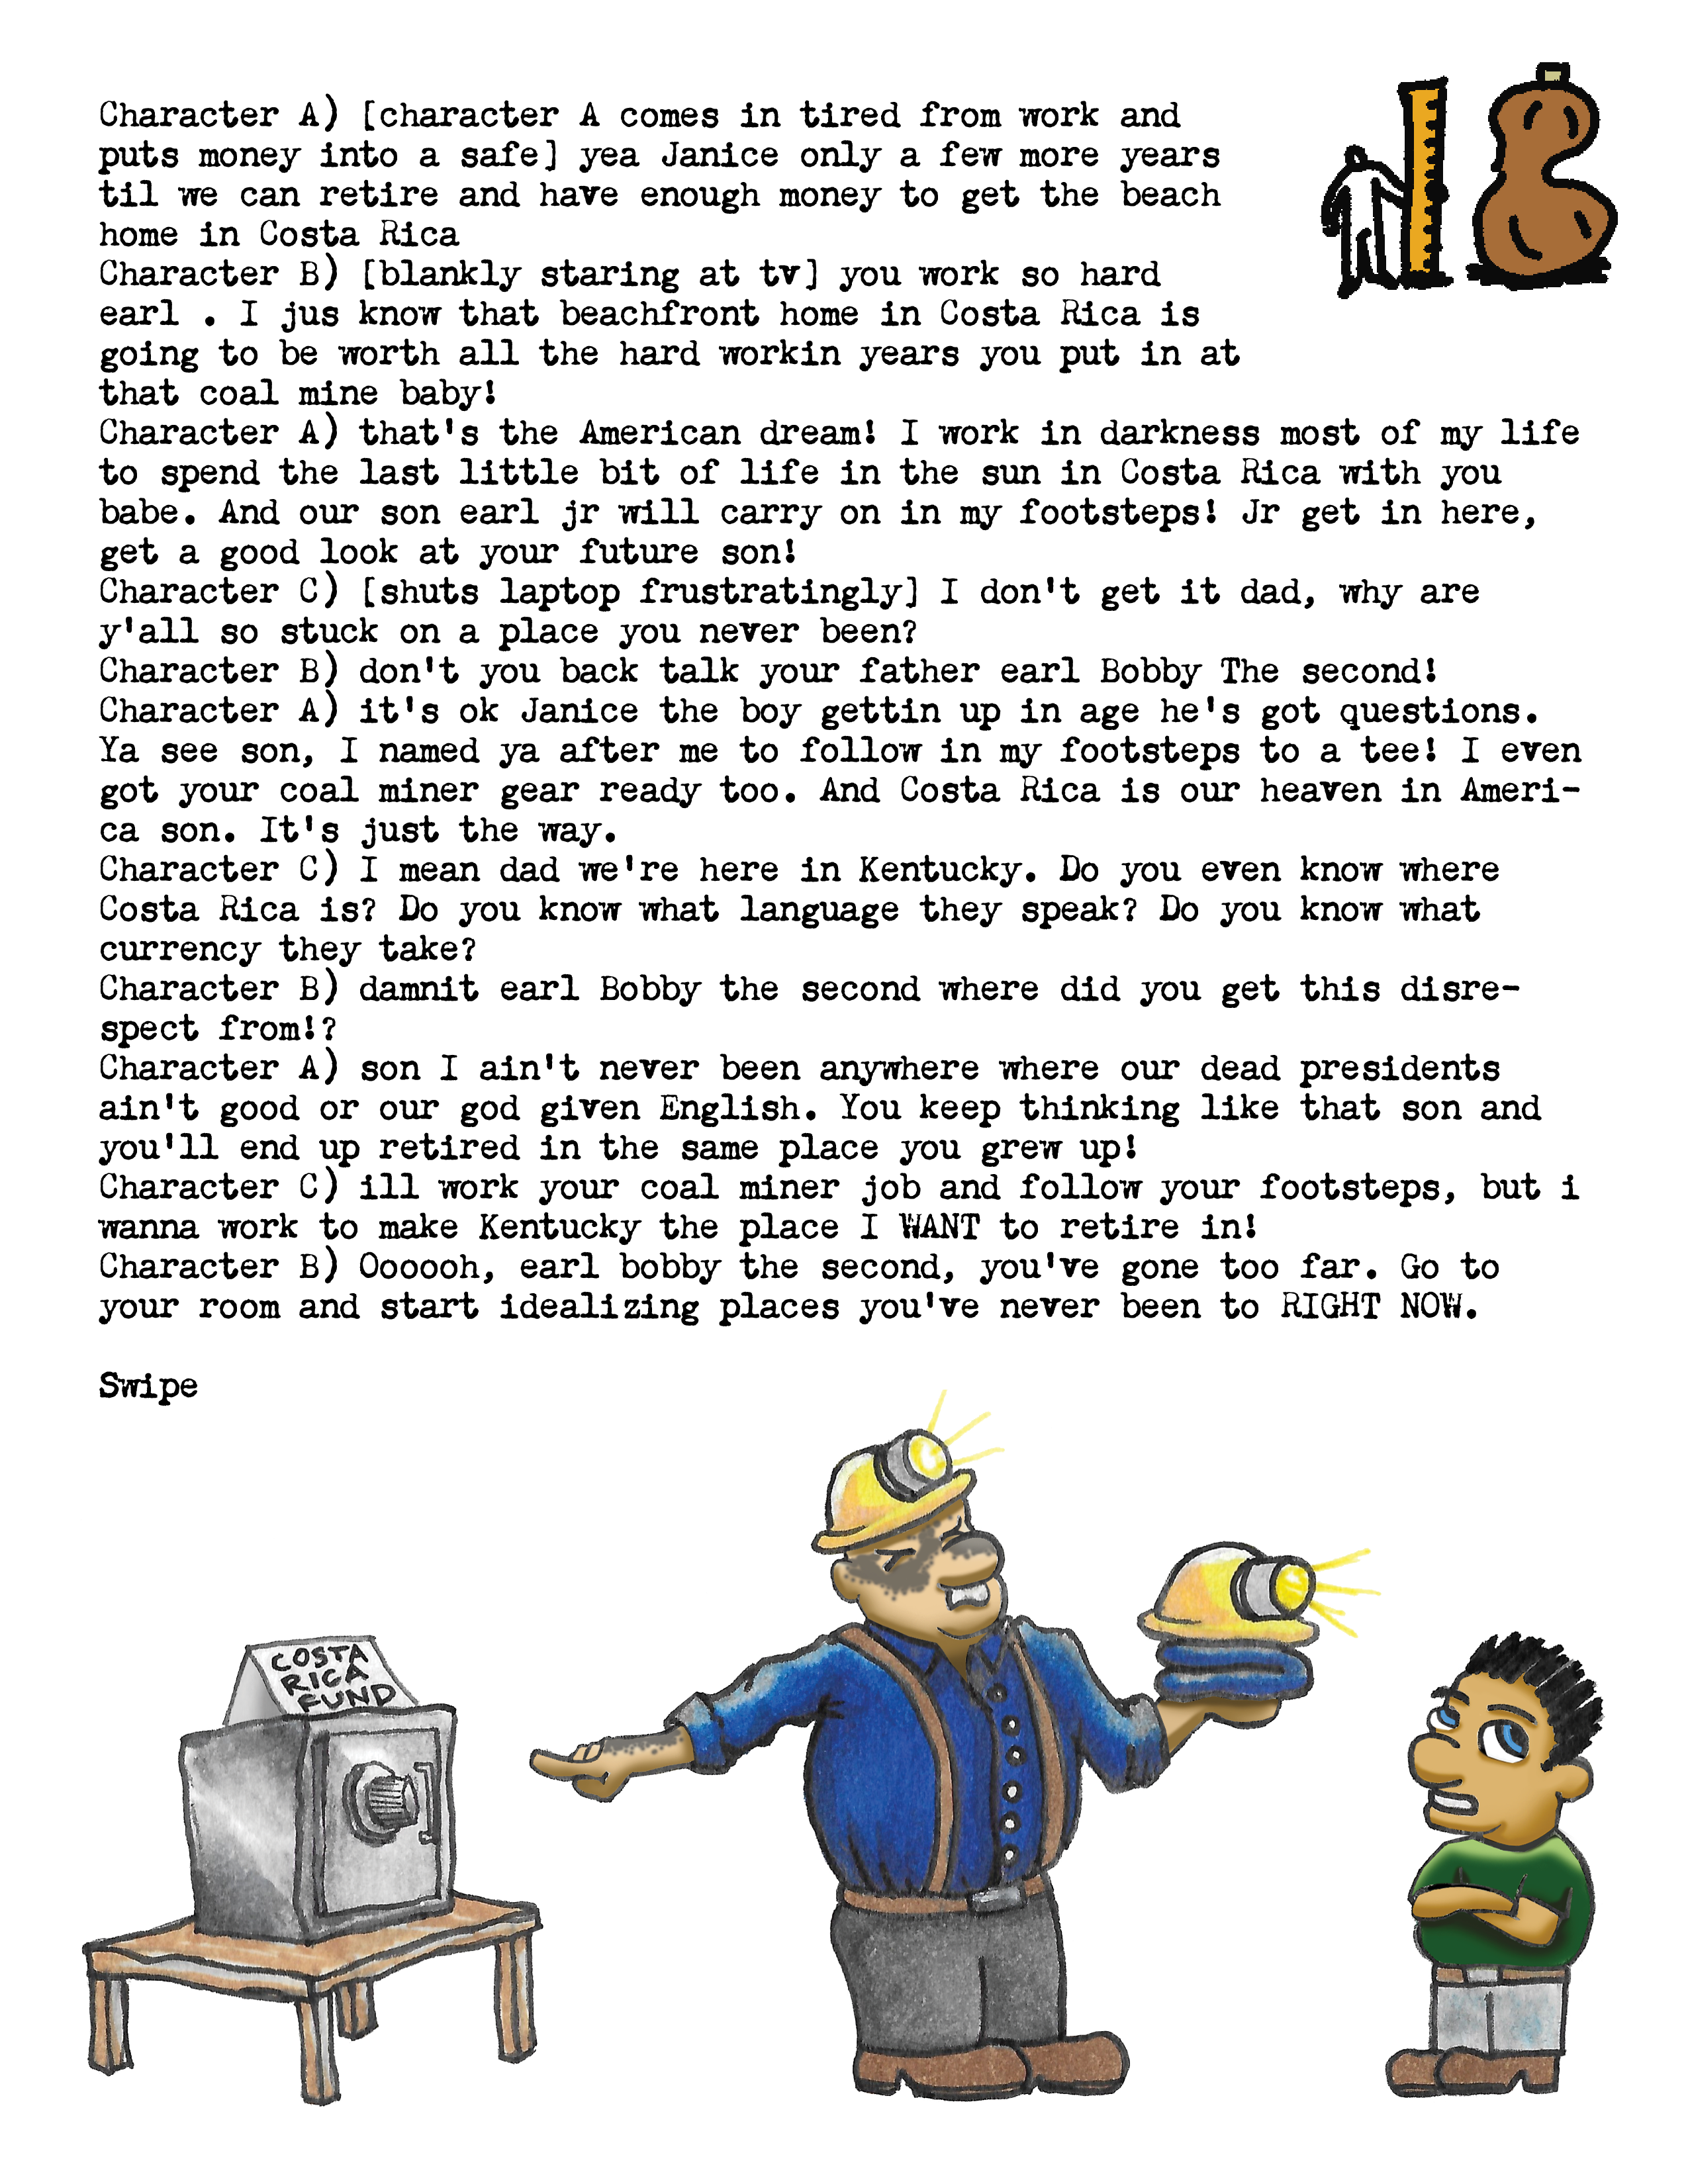 Character A) [character A comes in tired from work and
puts money into a safe] yea Janice only a few more years
til we can retire and have enough money to get the beach
home in Costa Rica
Character B) [blankly staring at tv] you work so hard
earl . I jus know that beachfront home in Costa Rica is
going to be worth all the hard workin years you put in at
that coal mine baby!
Character A) that's the American dream! I work in darkness most of my life
to spend the last little bit of life in the sun in Costa Rica with you
babe. And our son earl jr will carry on in my footsteps! Jr get in here,
get a good look at your future son!
Character C) [shuts laptop frustratingly] I don't get it dad, why are
y'all so stuck on a place you never been?
Character B) don't you back talk your father earl Bobby The second!
Character A) it's ok Janice the boy gettin up in age he's got questions.
Ya see son, I named ya after me to follow in my footsteps to a tee! I even
got your coal miner gear ready too. And Costa Rica is our heaven in Ameri-
ca son. It's just the way.
Character C) I mean dad we're here in Kentucky. Do you even know where
Costa Rica is? Do you know what language they speak? Do you know what
currency they take?
Character B) damnit earl Bobby the second where did you get this disre-
spect from!?
Character A) son I ain't never been anywhere where our dead presidents
ain't good or our god given English. You keep thinking like that son and
you'll end up retired in the same place you grew up!
Character C) ill work your coal miner job and follow your footsteps, but i
wanna work to make Kentucky the place I WANT to retire in!
Character B) Oooooh, earl bobby the second, you've gone too far. Go to
your room and start idealizing places you've never been to RIGHT NOW.
Swipe
COSTA
RICA
FUND